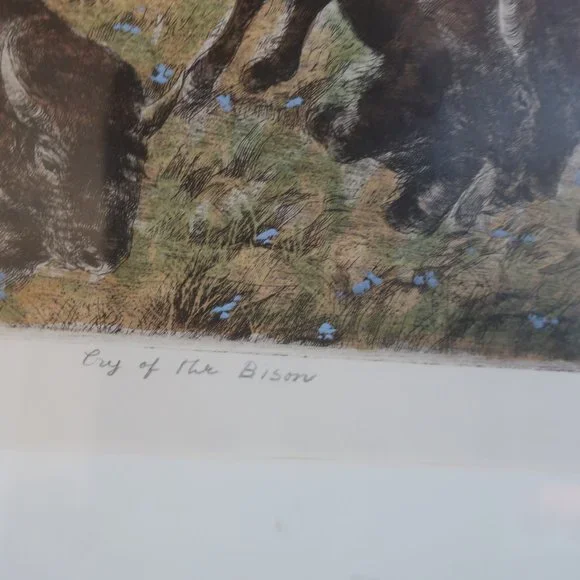 Cry of the Bison